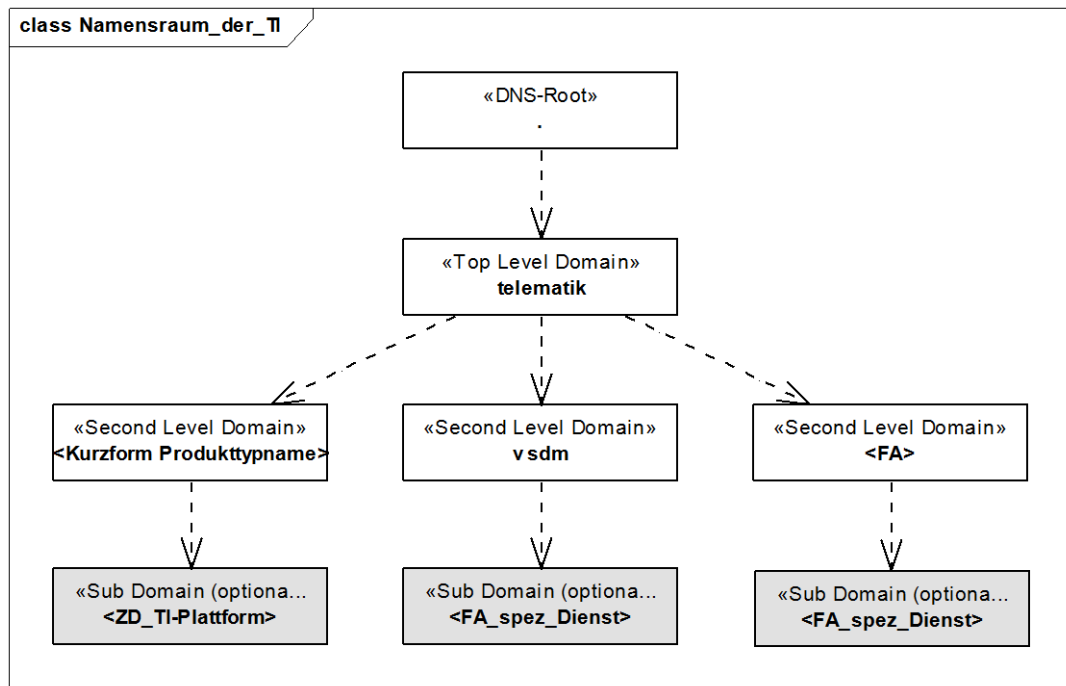 class Namensraum_der_TI
«DNS-Root»
.
«Top Level Domain»
telematik
«Second Level Domain»
<Kurzform Produkttypname>
«Second Level Domain»
vsdm
«Second Level Domain»
<FA>
«Sub Domain (optiona...
<ZD_TI-Plattform>
«Sub Domain (optiona...
<FA_spez_Dienst>
«Sub Domain (optiona...
<FA_spez_Dienst>